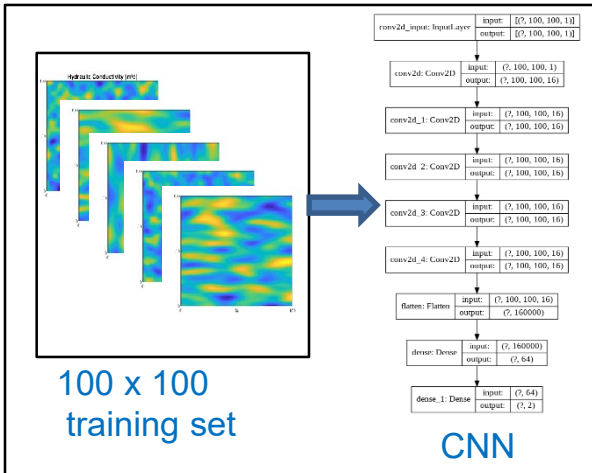 Hydraulic Conductivity (m/d)
100 x 100
training set
conv2d_input: InputLayer
input: [(?, 100, 100, 1)]
output: [(?, 100, 100, 1)]
conv2d: Conv2D
input: (?, 100, 100, 1)
output: (?, 100, 100, 16)
conv2d_1: Conv2D
input: (?, 100, 100, 16)
output: (?, 100, 100, 16)
conv2d_2: Conv2D
input: (?, 100, 100, 16)
output: (?, 100, 100, 16)
conv2d_3: Conv2D
input: (?, 100, 100, 16)
output: (?, 100, 100, 16)
conv2d_4: Conv2D
input: (?, 100, 100, 16)
output: (?, 100, 100, 16)
flatten: Flatten
input: (?, 100, 100, 16)
output: (?, 160000)
dense: Dense
input: (?, 160000)
output: (?, 64)
dense_1: Dense
input: (?, 64)
output: (?, 2)
CNN